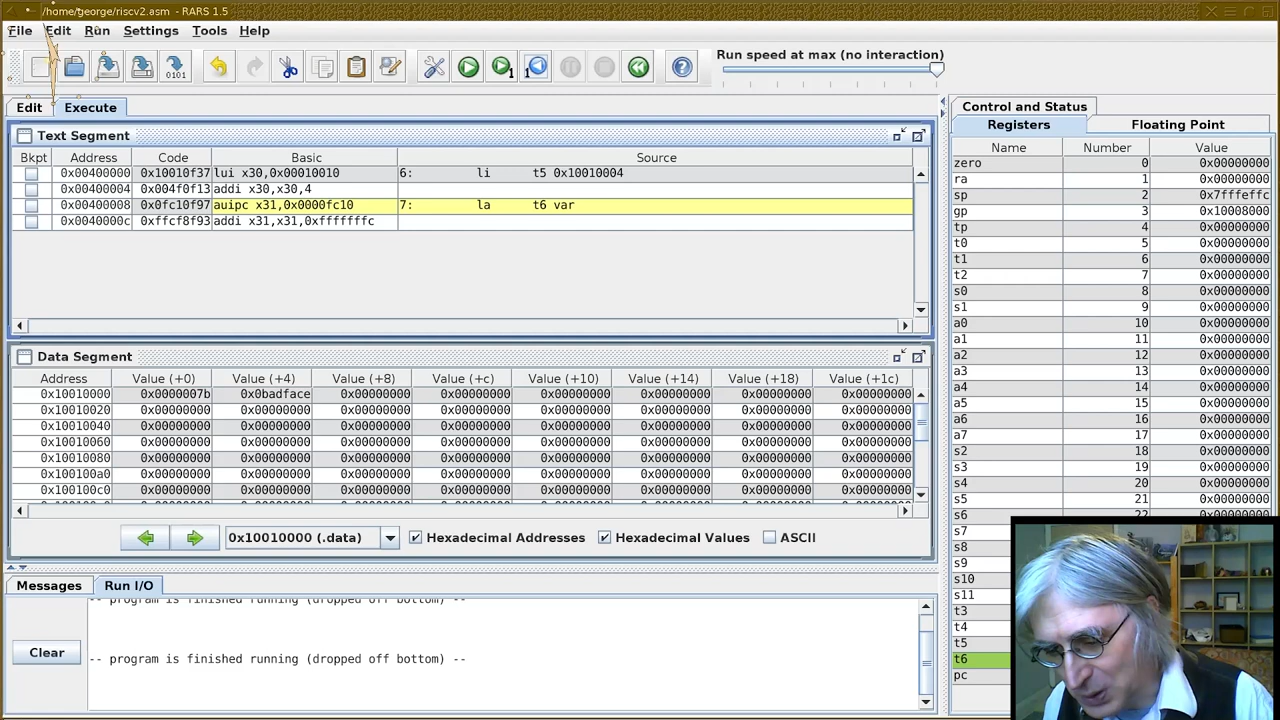 /home/george/riscv2.asm - RARS 1.5
File Edit Run Settings Tools Help
Run speed at max (no interaction)
Edit Execute
Text Segment
Bkpt Address Code Basic Source
0x00400000 0x10010f37 lui x30,0x00010010 6: li t5 0x10010004
0x00400004 0x004f0f13 addi x30,x30,4
0x00400008 0x0fc10f97 auipc x31,0x0000fc10 7: la t6 var
0x0040000c 0xffcf8f93 addi x31,x31,0xfffffffc
Data Segment
Address Value (+0) Value (+4) Value (+8) Value (+c) Value (+10) Value (+14) Value (+18) Value (+1c)
0x10010000 0x0000007b 0x0badface 0x00000000 0x00000000 0x00000000 0x00000000 0x00000000 0x00000000
0x10010020 0x00000000 0x00000000 0x00000000 0x00000000 0x00000000 0x00000000 0x00000000 0x00000000
0x10010040 0x00000000 0x00000000 0x00000000 0x00000000 0x00000000 0x00000000 0x00000000 0x00000000
0x10010060 0x00000000 0x00000000 0x00000000 0x00000000 0x00000000 0x00000000 0x00000000 0x00000000
0x10010080 0x00000000 0x00000000 0x00000000 0x00000000 0x00000000 0x00000000 0x00000000 0x00000000
0x100100a0 0x00000000 0x00000000 0x00000000 0x00000000 0x00000000 0x00000000 0x00000000 0x00000000
0x100100c0 0x00000000 0x00000000 0x00000000 0x00000000 0x00000000 0x00000000 0x00000000 0x00000000
0x10010000 (.data) Hexadecimal Addresses Hexadecimal Values ASCII
Messages Run I/O
-- program is finished running (dropped off bottom) --
-- program is finished running (dropped off bottom) --
Clear
Control and Status
Registers Floating Point
Name Number Value
zero 0 0x00000000
ra 1 0x00000000
sp 2 0x7fffeffc
gp 3 0x10008000
tp 4 0x00000000
t0 5 0x00000000
t1 6 0x00000000
t2 7 0x00000000
s0 8 0x00000000
s1 9 0x00000000
a0 10 0x00000000
a1 11 0x00000000
a2 12 0x00000000
a3 13 0x00000000
a4 14 0x00000000
a5 15 0x00000000
a6 16 0x00000000
a7 17 0x00000000
s2 18 0x00000000
s3 19 0x00000000
s4 20 0x00000000
s5 21 0x00000000
s6 22 0x00000000
s7
s8
s9
s10
s11
t3
t4
t5
t6
pc